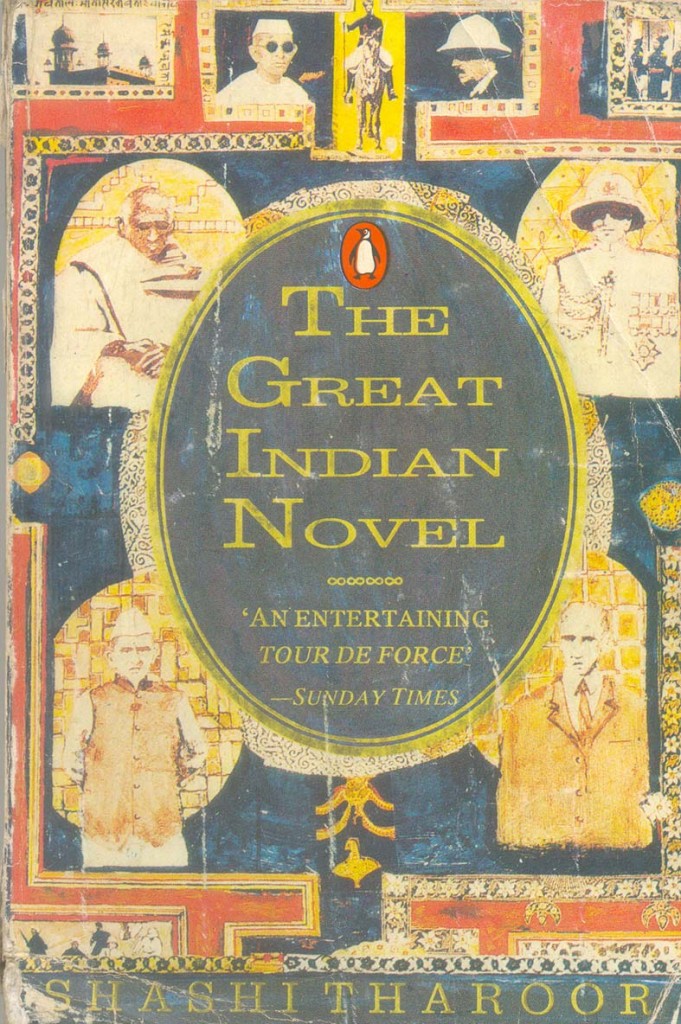 THE
GREAT
INDIAN
NOVEL
'AN ENTERTAINING
TOUR DE FORCE'
—SUNDAY TIMES
SHASHI THAROOR